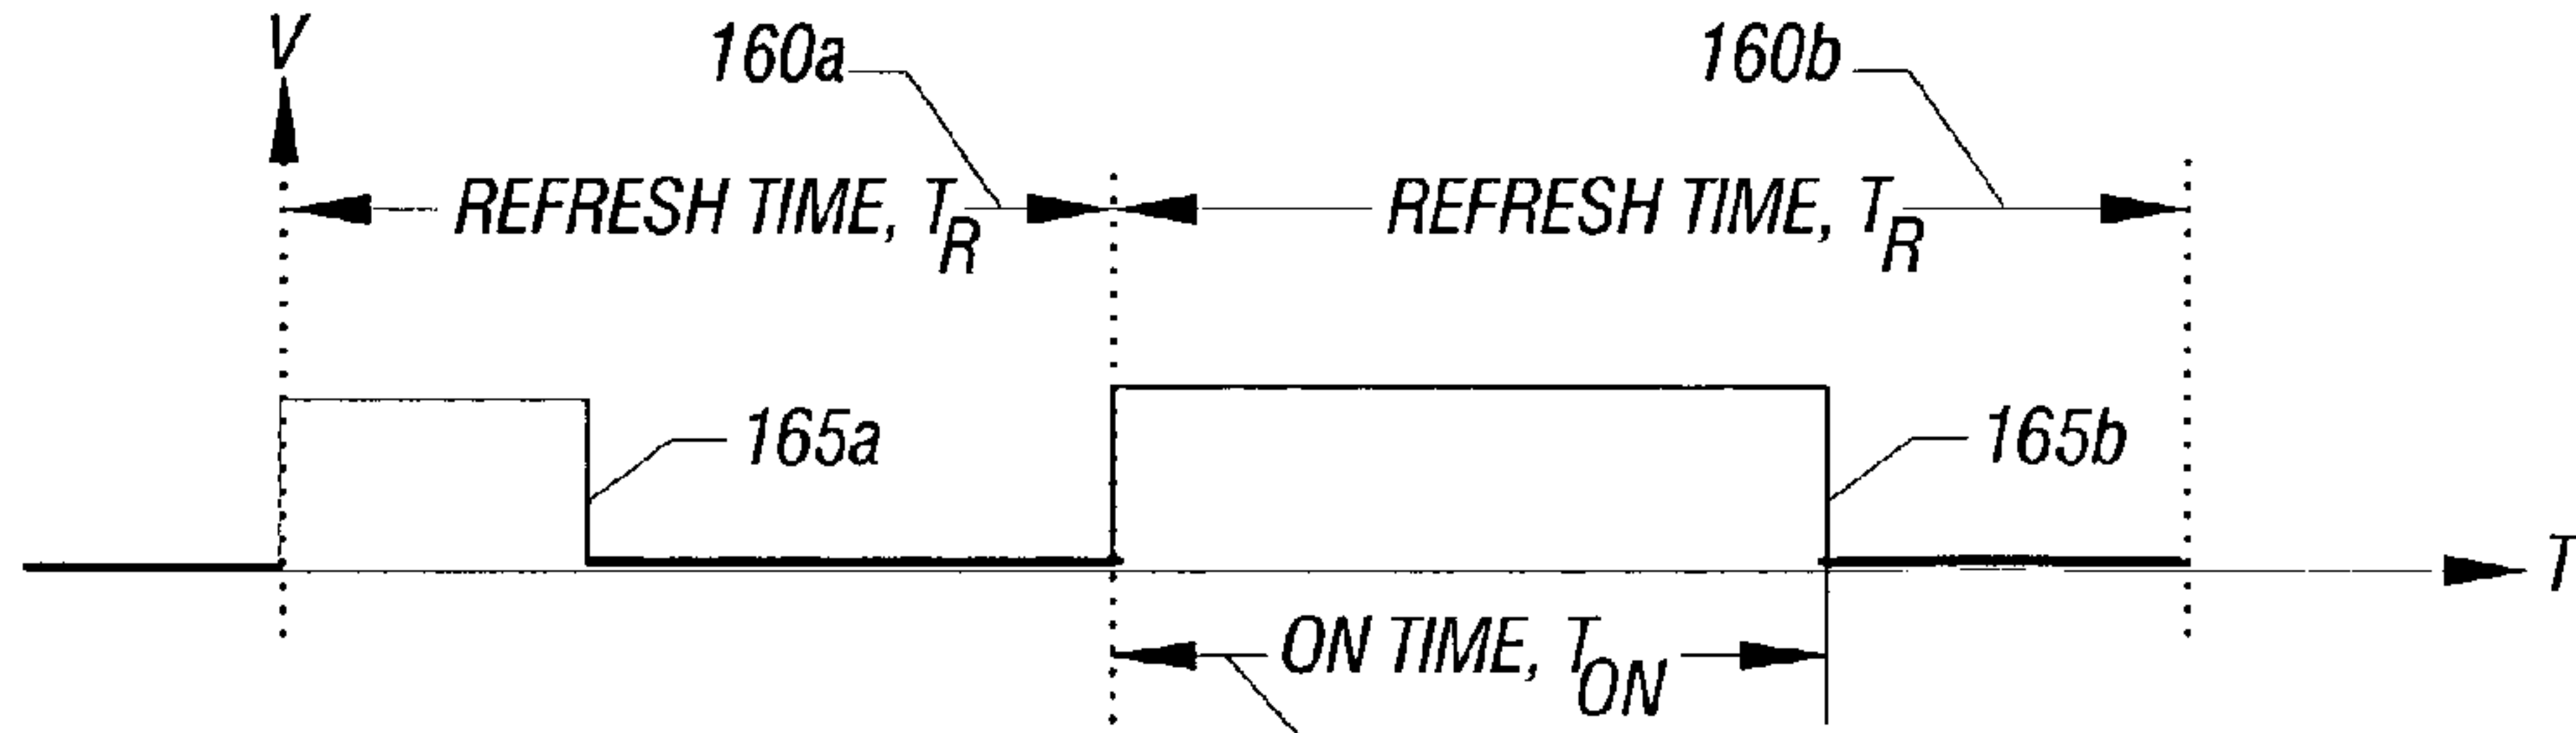 V
160a
160b
REFRESH TIME, TR
REFRESH TIME, TR
165a
165b
T
ON TIME, TON